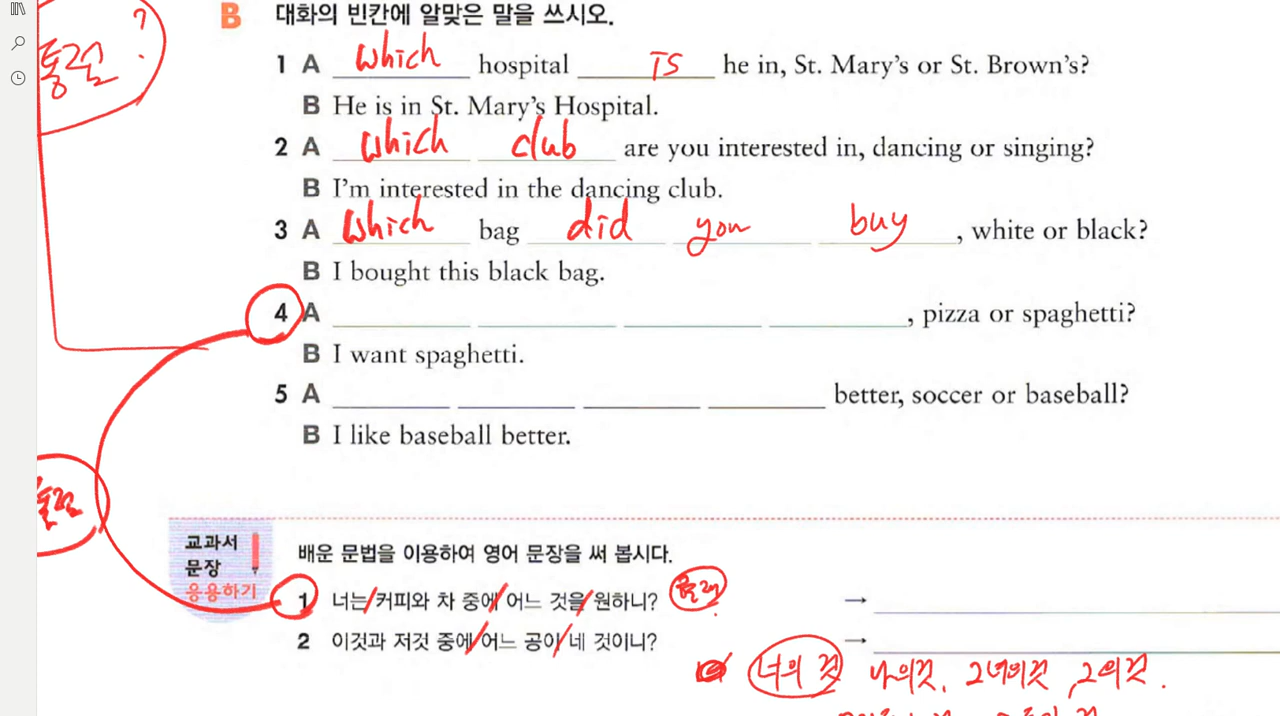 B 대화의 빈칸에 알맞은 말을 쓰시오.
?
1 A which hospital is he in, St. Mary's or St. Brown's?
B He is in St. Mary's Hospital.
2 A which club are you interested in, dancing or singing?
B I'm interested in the dancing club.
3 A which bag did you buy, white or black?
B I bought this black bag.
4 A , pizza or spaghetti?
B I want spaghetti.
5 A better, soccer or baseball?
B I like baseball better.
교과서
문장
응용하기
배운 문법을 이용하여 영어 문장을 써 봅시다.
1 너는/커피와 차 중에/어느 것을/원하니? →
2 이것과 저것 중에/어느 공이/네 것이니? →
너의 것 나의것, 그녀의것, 그의것.